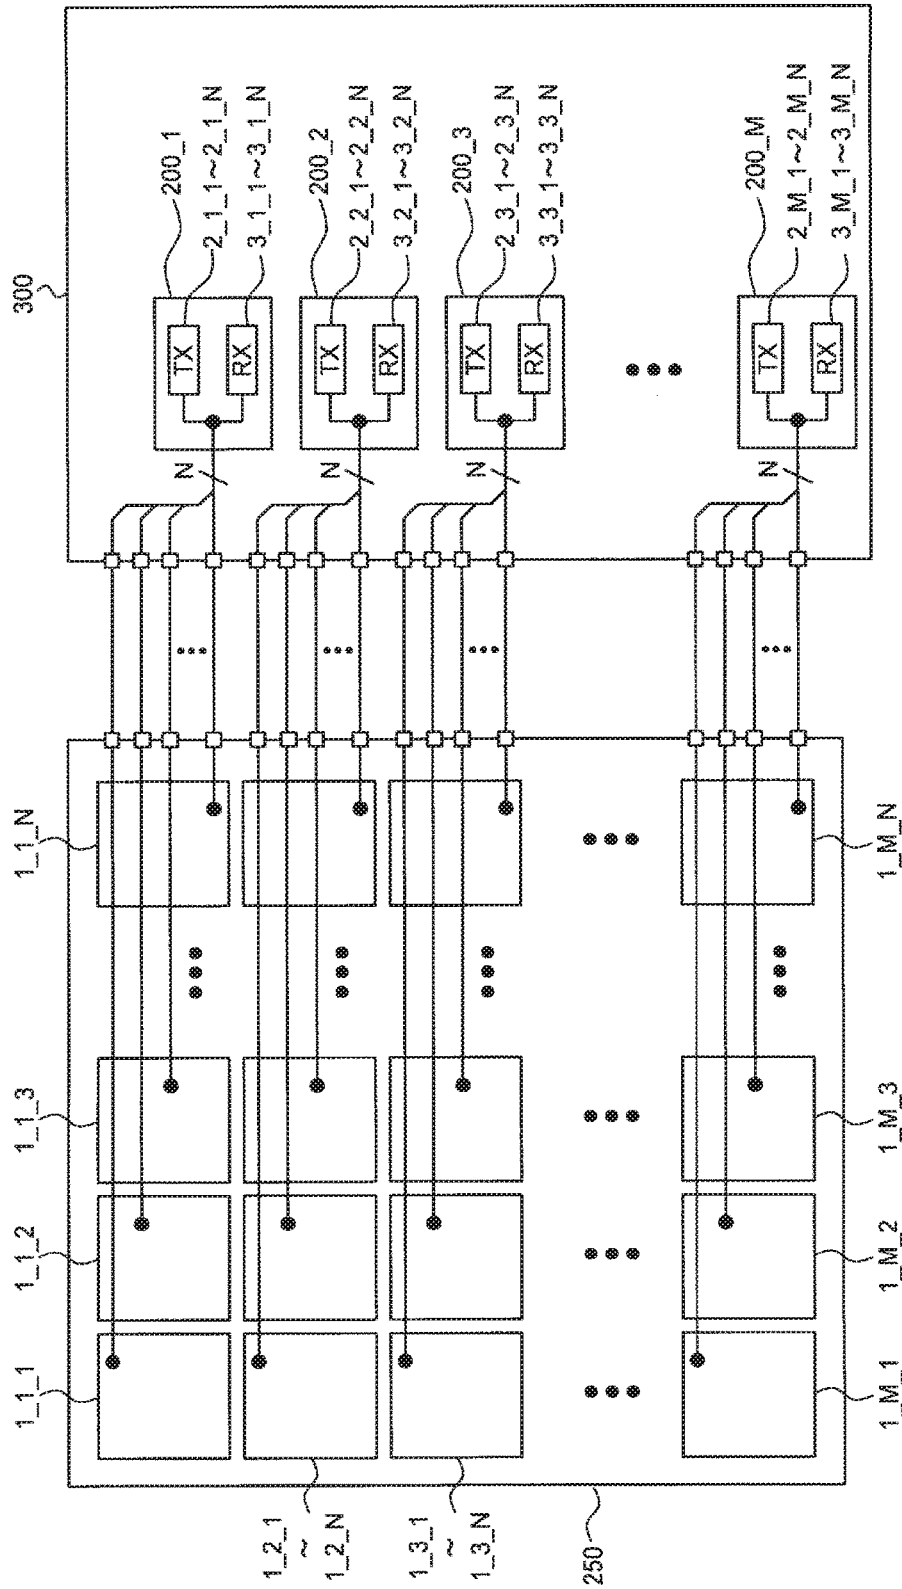 300
200_1
2_1_1~2_1_N
3_1_1~3_1_N
200_2
2_2_1~2_2_N
3_2_1~3_2_N
200_3
2_3_1~2_3_N
3_3_1~3_3_N
200_M
2_M_1~2_M_N
3_M_1~3_M_N
TX
RX
TX
RX
TX
RX
TX
RX
N
N
N
N
1_1_1
1_1_2
1_1_3
1_1_N
1_2_1
~
1_2_N
1_3_1
~
1_3_N
1_M_1
1_M_2
1_M_3
1_M_N
250